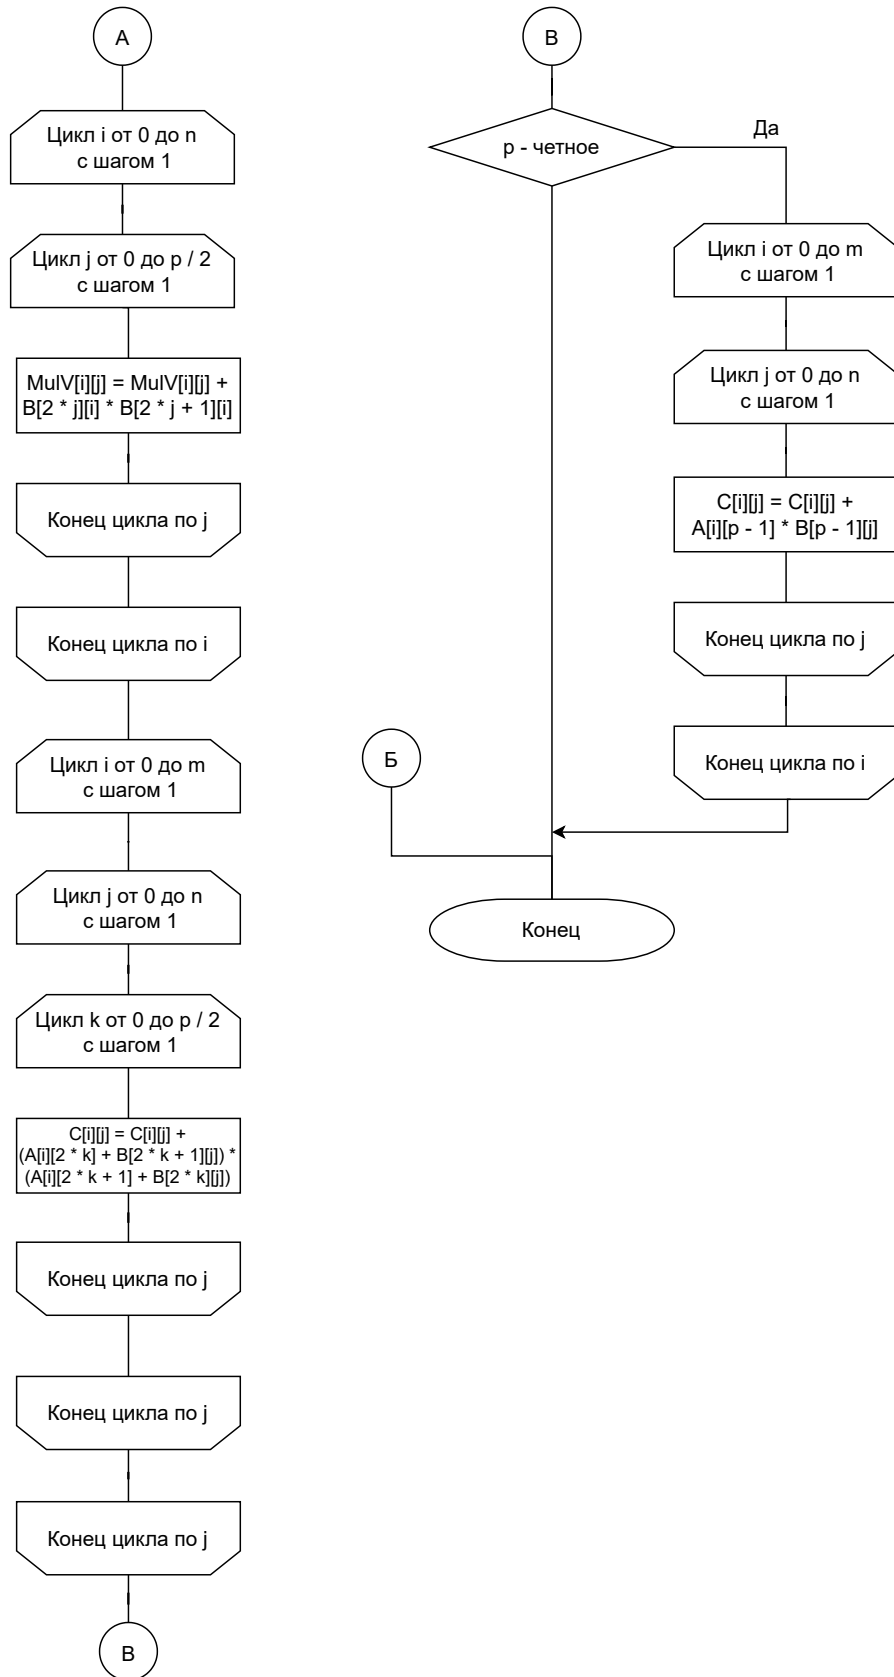 А
Цикл i от 0 до n
с шагом 1
Цикл j от 0 до p / 2
с шагом 1
MulV[i][j] = MulV[i][j] +
B[2 * j][i] * B[2 * j + 1][i]
Конец цикла по j
Конец цикла по i
Цикл i от 0 до m
с шагом 1
Цикл j от 0 до n
с шагом 1
Цикл k от 0 до p / 2
с шагом 1
C[i][j] = C[i][j] +
(A[i][2 * k] + B[2 * k + 1][j]) *
(A[i][2 * k + 1] + B[2 * k][j])
Конец цикла по j
Конец цикла по j
Конец цикла по j
В
В
p - четное
Да
Цикл i от 0 до m
с шагом 1
Цикл j от 0 до n
с шагом 1
C[i][j] = C[i][j] +
A[i][p - 1] * B[p - 1][j]
Конец цикла по j
Конец цикла по i
Б
Конец